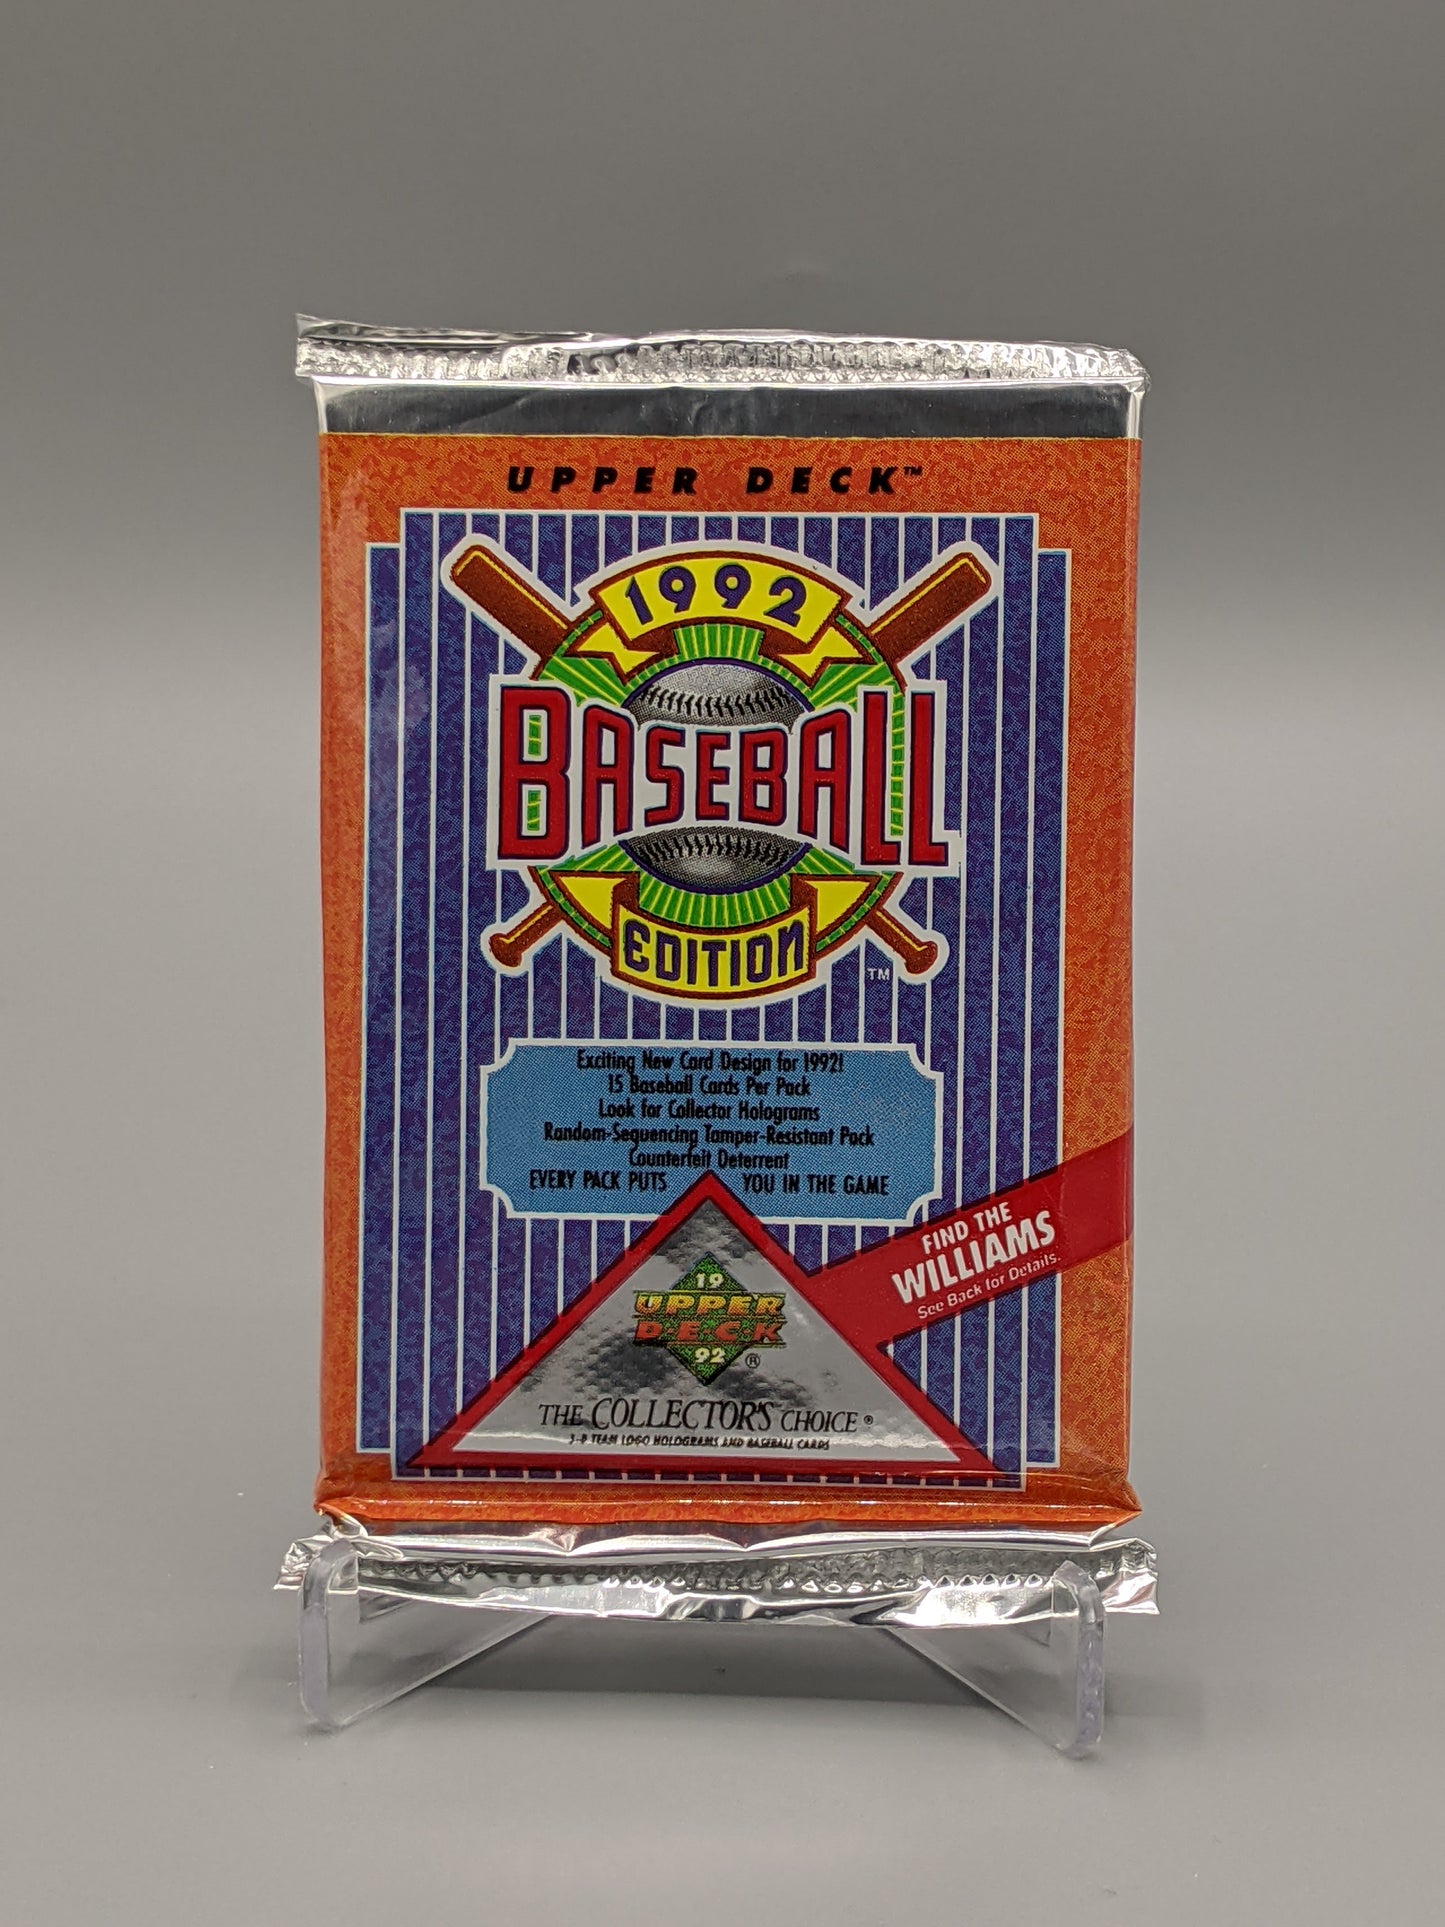 UPPER DECK™
1992
BASEBALL
EDITION
TM
Exciting New Card Design for 1992!
15 Baseball Cards Per Pack
Look for Collector Holograms
Random-Sequencing Tamper-Resistant Pack
Counterfeit Deterrent
EVERY PACK PUTS YOU IN THE GAME
FIND THE
WILLIAMS
See Back for Details.
19
UPPER
D·E·C·K
92 ®
THE COLLECTOR'S CHOICE®
3-D TEAM LOGO HOLOGRAMS AND BASEBALL CARDS